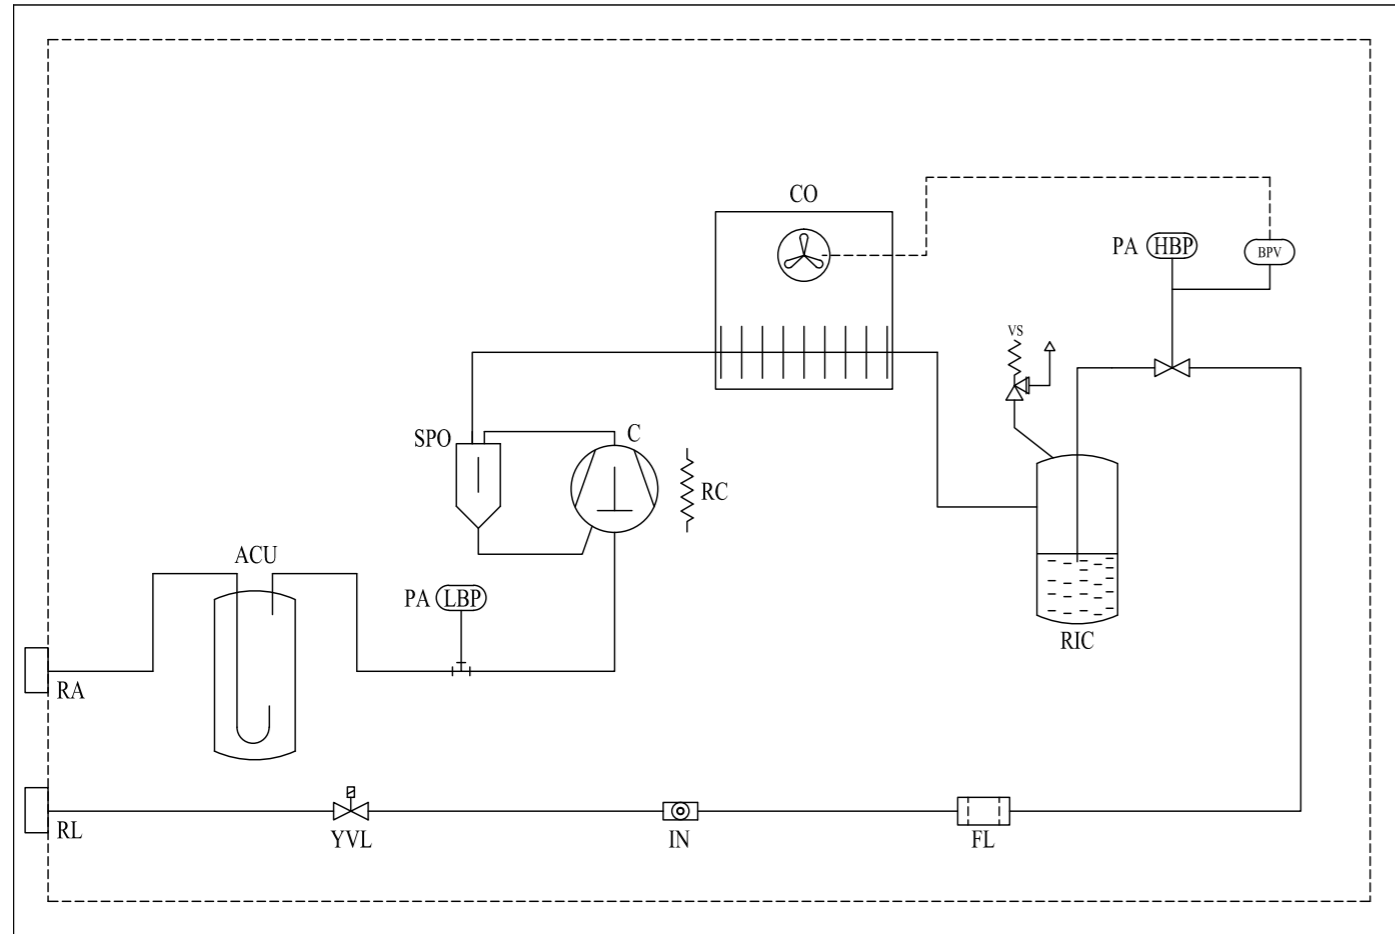 CO
PA HBP
BPV
VS
SPO
C
RC
ACU
PA LBP
RIC
RA
RL
YVL
IN
FL